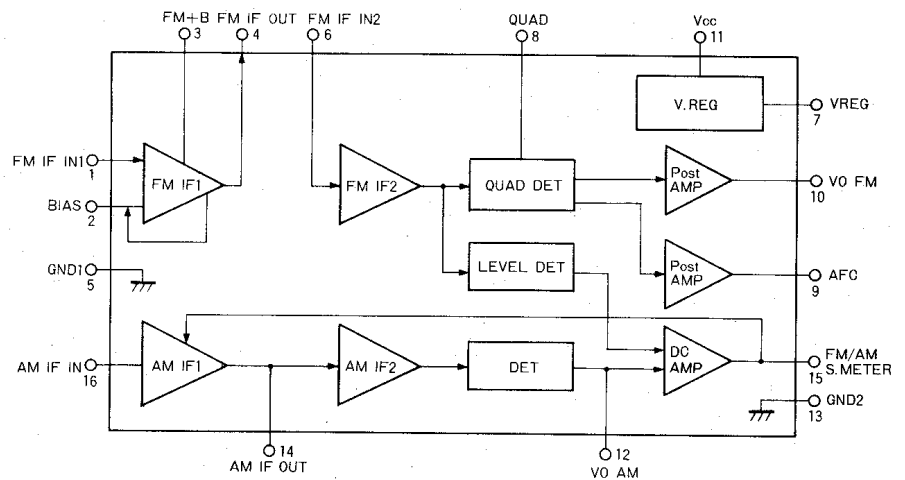 FM+B FM IF OUT FM IF IN2 QUAD Vcc
3 4 6 8 11
V.REG
VREG
7
FM IF IN1
1
FM IF1
FM IF2
QUAD DET
Post
AMP
VO FM
10
BIAS
2
GND1
5
LEVEL DET
Post
AMP
AFC
9
AM IF IN
16
AM IF1
AM IF2
DET
DC
AMP
FM/AM
S.METER
15
GND2
13
14
AM IF OUT
12
VO AM